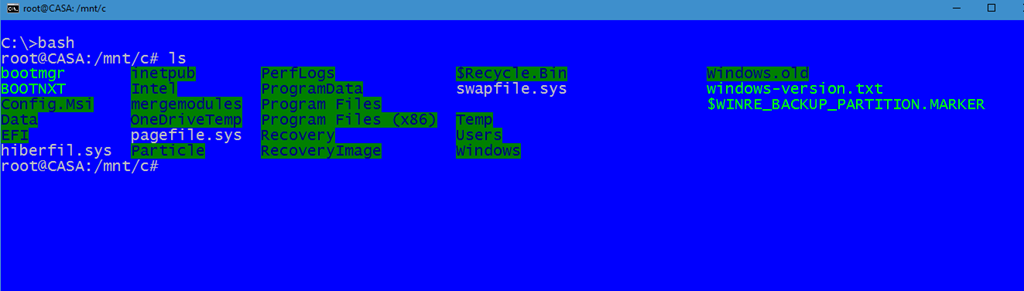 root@CASA: /mnt/c
C:\>bash
root@CASA:/mnt/c# ls
bootmgr inetpub PerfLogs $Recycle.Bin Windows.old
BOOTNXT Intel ProgramData swapfile.sys windows-version.txt
Config.Msi mergemodules Program Files $WINRE_BACKUP_PARTITION.MARKER
Data OneDriveTemp Program Files (x86) Temp
EFI pagefile.sys Recovery Users
hiberfil.sys Particle RecoveryImage Windows
root@CASA:/mnt/c#